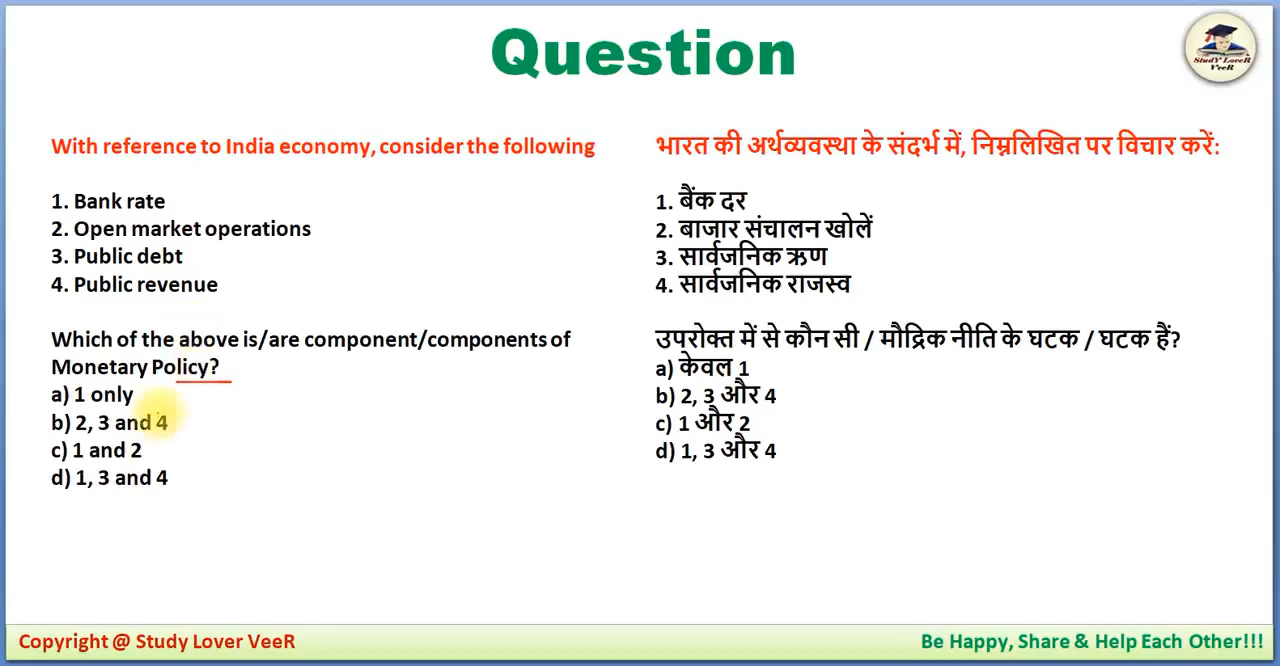 Question
StudY LoveR
VeeR
With reference to India economy, consider the following
1. Bank rate
2. Open market operations
3. Public debt
4. Public revenue
Which of the above is/are component/components of
Monetary Policy?
a) 1 only
b) 2, 3 and 4
c) 1 and 2
d) 1, 3 and 4
भारत की अर्थव्यवस्था के संदर्भ में, निम्नलिखित पर विचार करें:
1. बैंक दर
2. बाजार संचालन खोलें
3. सार्वजनिक ऋण
4. सार्वजनिक राजस्व
उपरोक्त में से कौन सी / मौद्रिक नीति के घटक / घटक हैं?
a) केवल 1
b) 2, 3 और 4
c) 1 और 2
d) 1, 3 और 4
Copyright @ Study Lover VeeR
Be Happy, Share & Help Each Other!!!